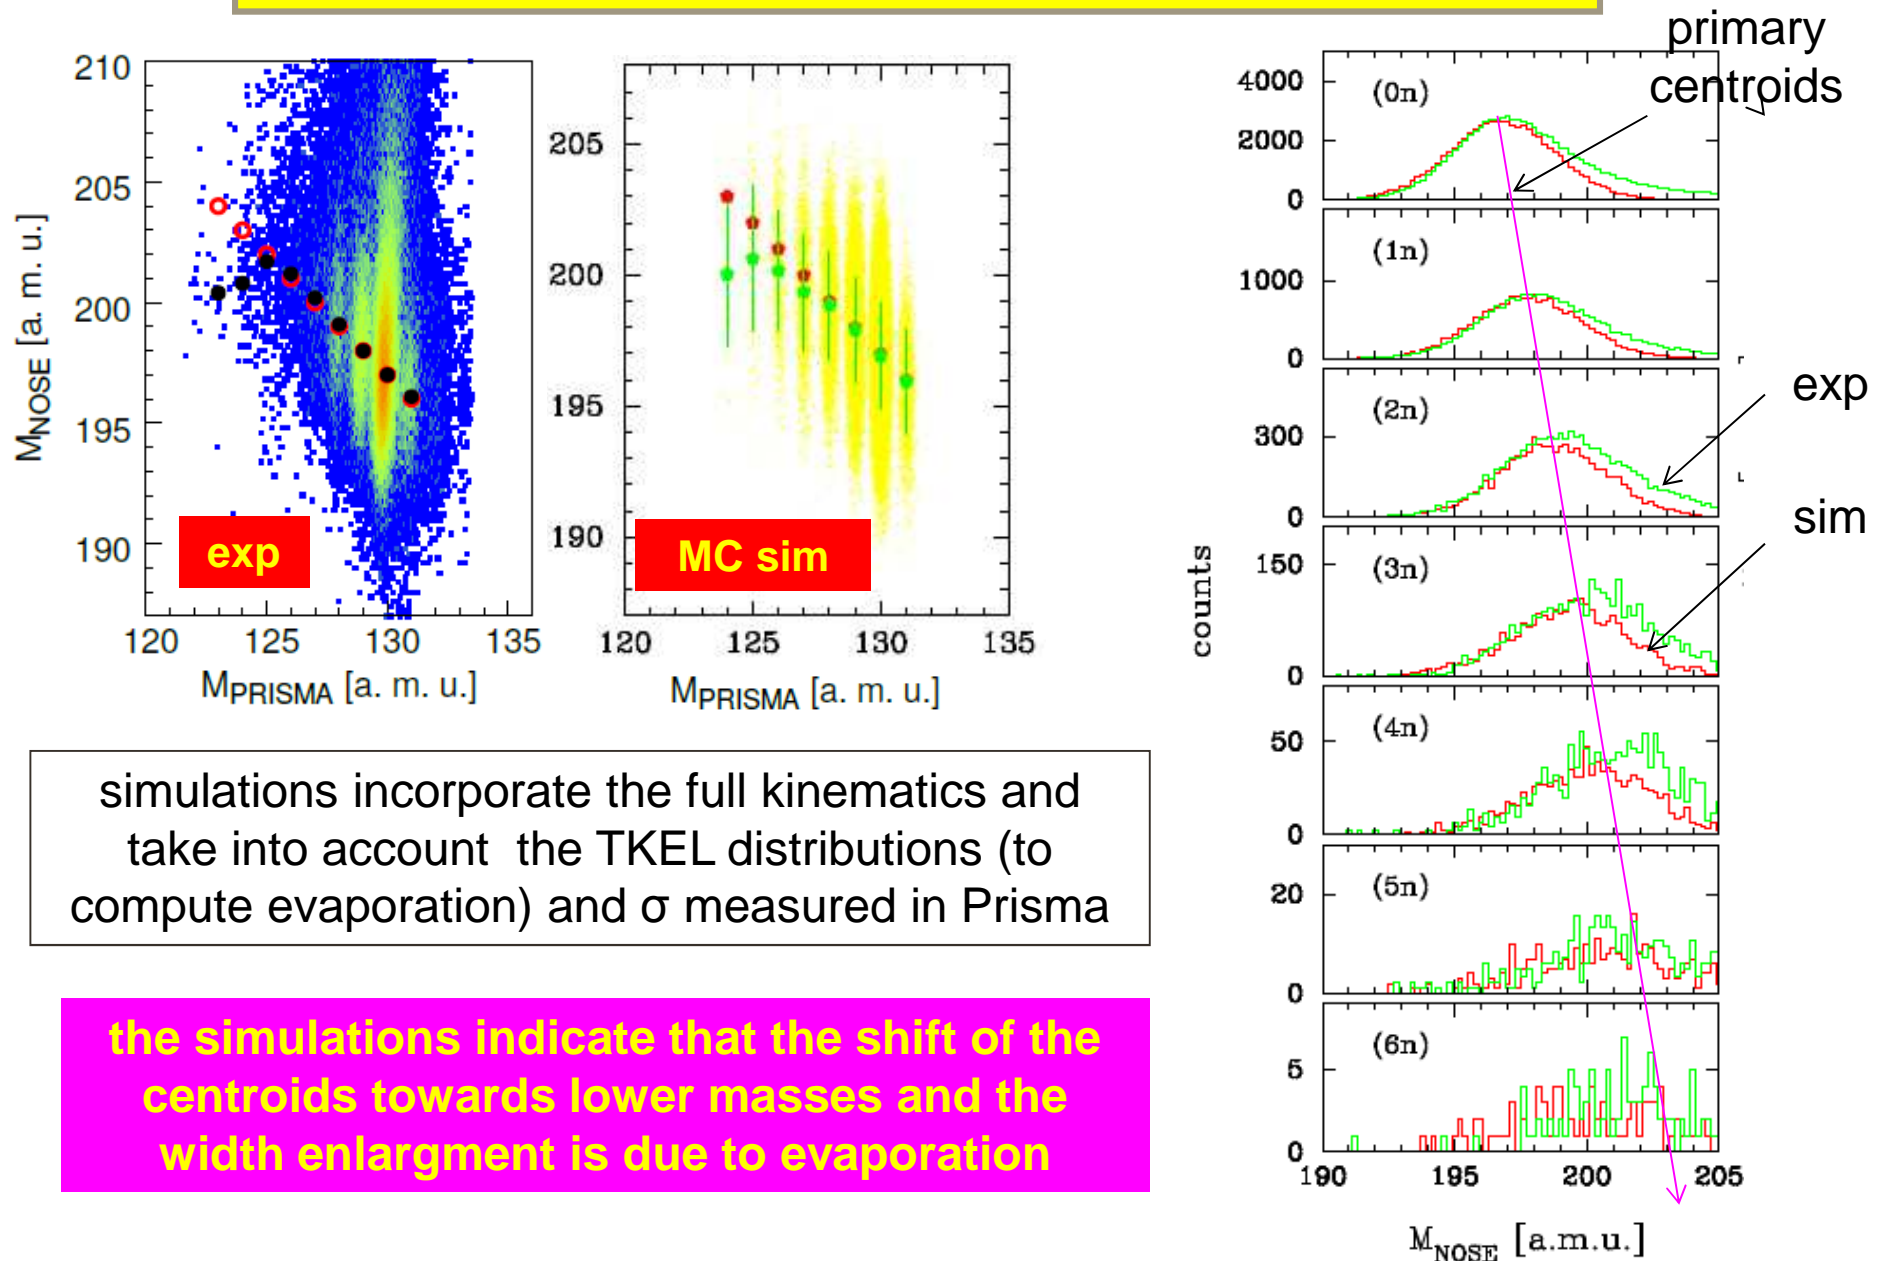 primary
centroids
210
205
200
195
190
M_NOSE [a. m. u.]
exp
120 125 130 135
M_PRISMA [a. m. u.]
205
200
195
190
MC sim
120 125 130 135
M_PRISMA [a. m. u.]
simulations incorporate the full kinematics and
take into account the TKEL distributions (to
compute evaporation) and σ measured in Prisma
the simulations indicate that the shift of the
centroids towards lower masses and the
width enlargment is due to evaporation
counts
4000
2000
0
(0n)
1000
0
(1n)
300
0
(2n)
exp
150
0
(3n)
sim
50
0
(4n)
20
0
(5n)
5
0
(6n)
190 195 200 205
M_NOSE [a.m.u.]